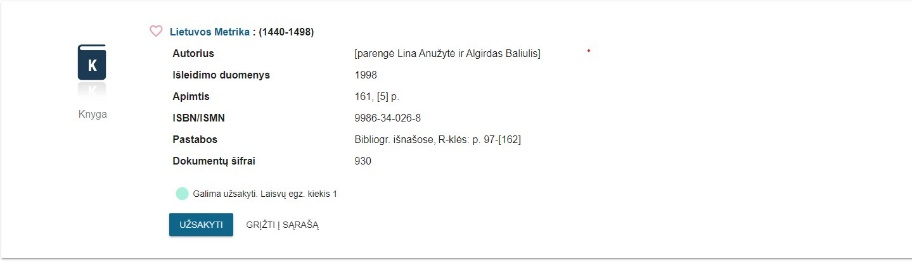 Lietuvos Metrika : (1440-1498)
K
Knyga
Autorius [parengė Lina Anužytė ir Algirdas Baliulis]
Išleidimo duomenys 1998
Apimtis 161, [5] p.
ISBN/ISMN 9986-34-026-8
Pastabos Bibliogr. išnašose, R-klės: p. 97-[162]
Dokumentų šifrai 930
Galima užsakyti. Laisvų egz. kiekis 1
UŽSAKYTI GRĮŽTI Į SĄRAŠĄ